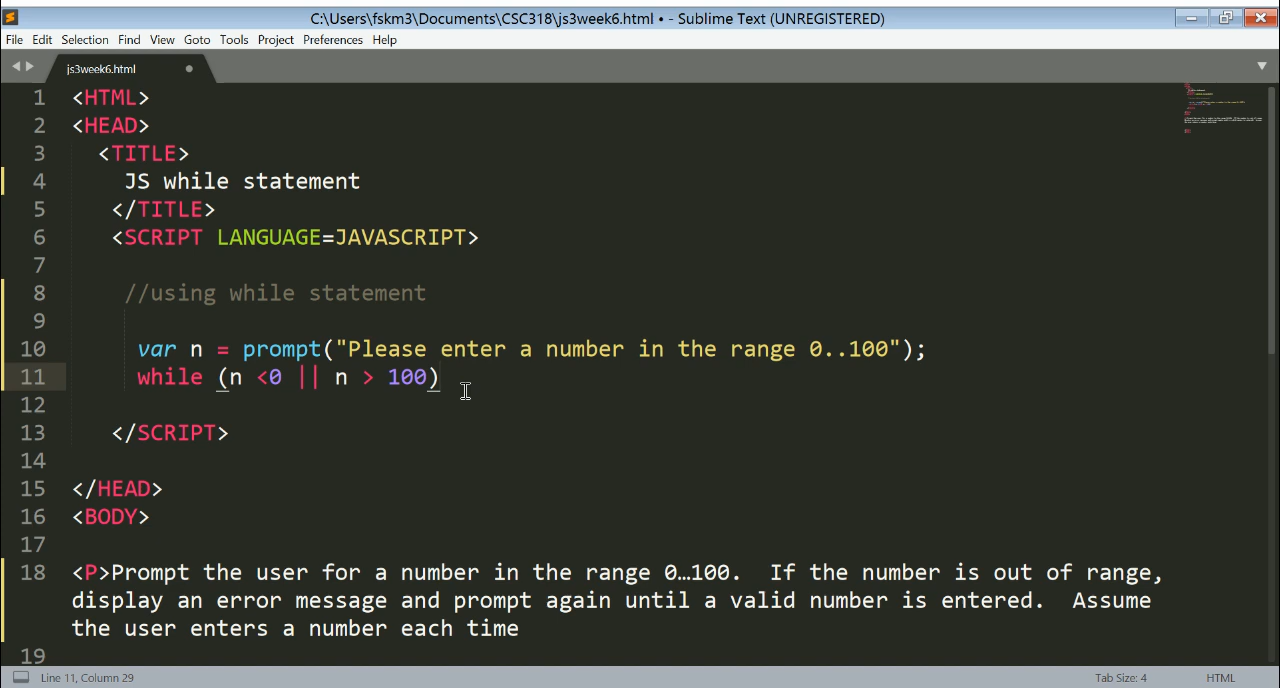 C:\Users\fskm3\Documents\CSC318\js3week6.html • - Sublime Text (UNREGISTERED)
File Edit Selection Find View Goto Tools Project Preferences Help
js3week6.html
1 <HTML>
2 <HEAD>
3 <TITLE>
4 JS while statement
5 </TITLE>
6 <SCRIPT LANGUAGE=JAVASCRIPT>
7
8 //using while statement
9
10 var n = prompt("Please enter a number in the range 0..100");
11 while (n <0 || n > 100)
12
13 </SCRIPT>
14
15 </HEAD>
16 <BODY>
17
18 <P>Prompt the user for a number in the range 0…100. If the number is out of range,
display an error message and prompt again until a valid number is entered. Assume
the user enters a number each time
19
Line 11, Column 29 Tab Size: 4 HTML